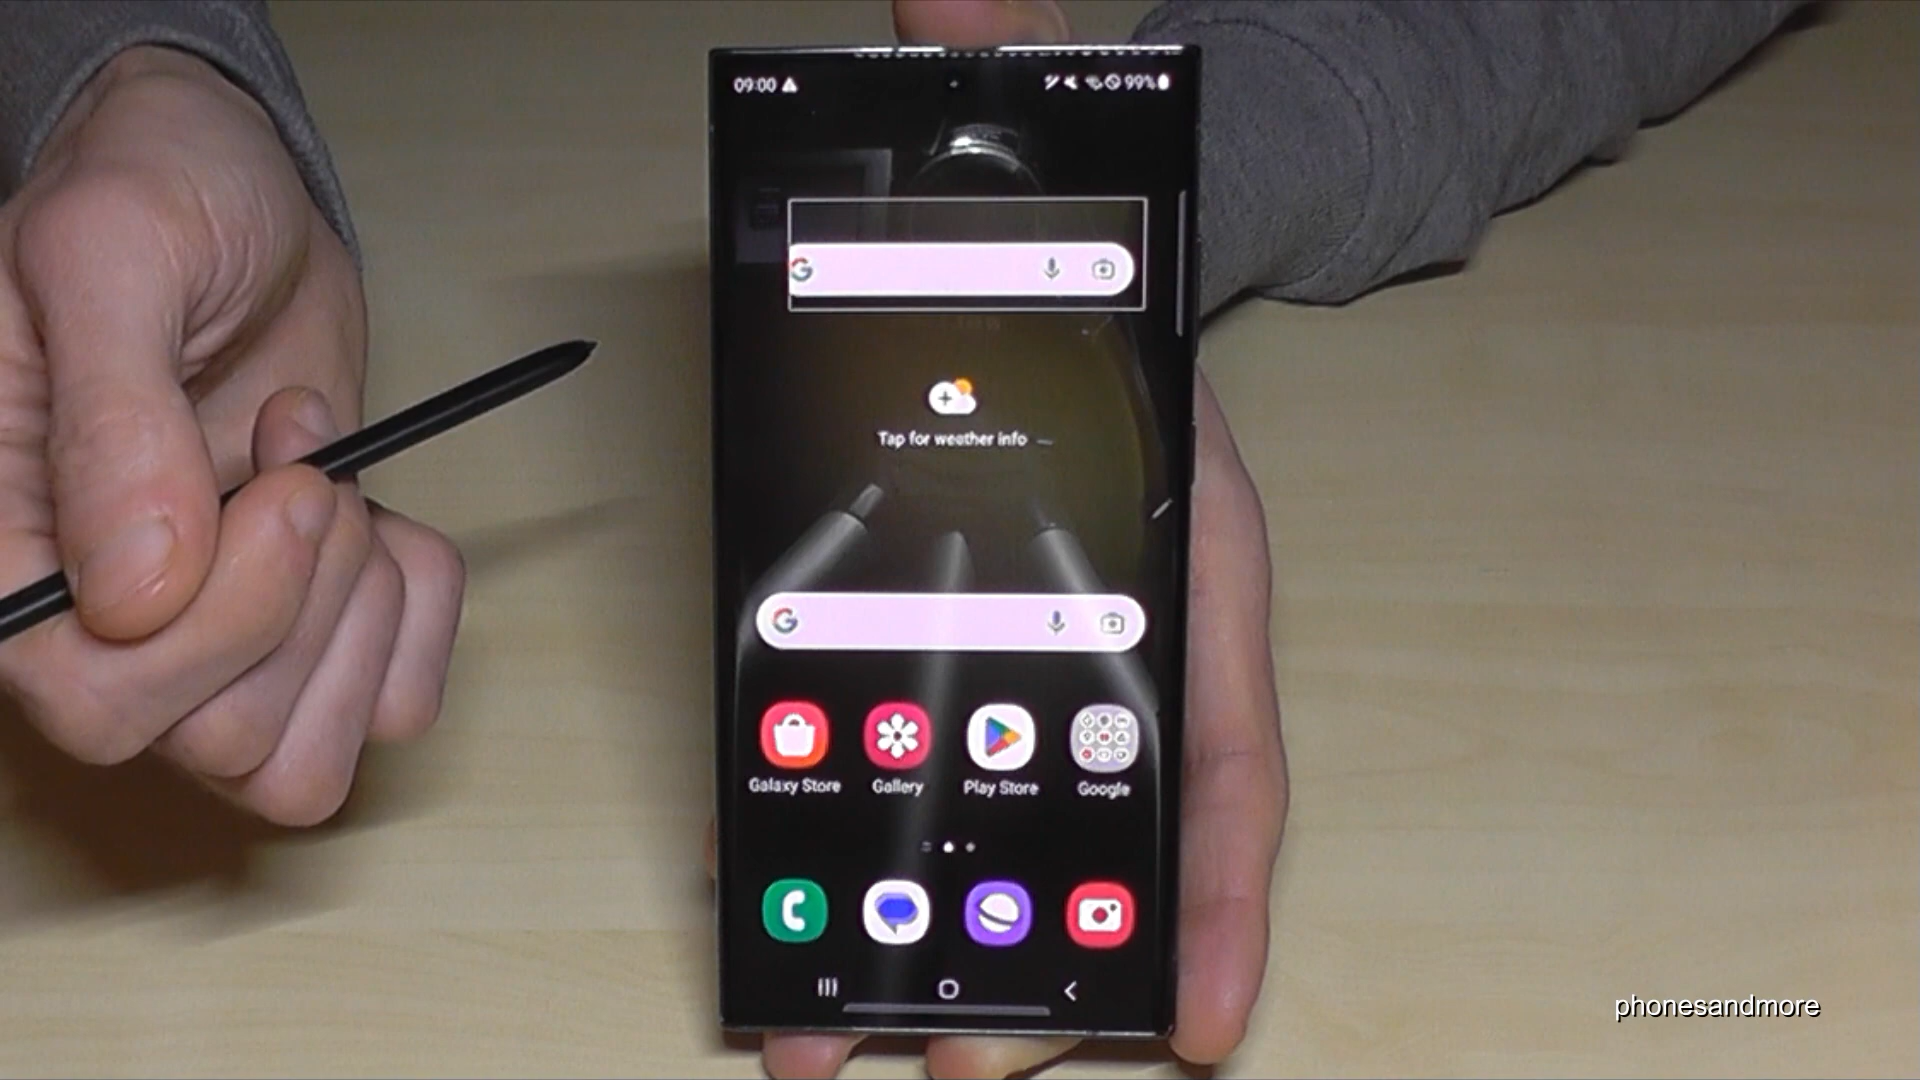 09:00
99%
Tap for weather info
Galaxy Store
Gallery
Play Store
Google
phonesandmore